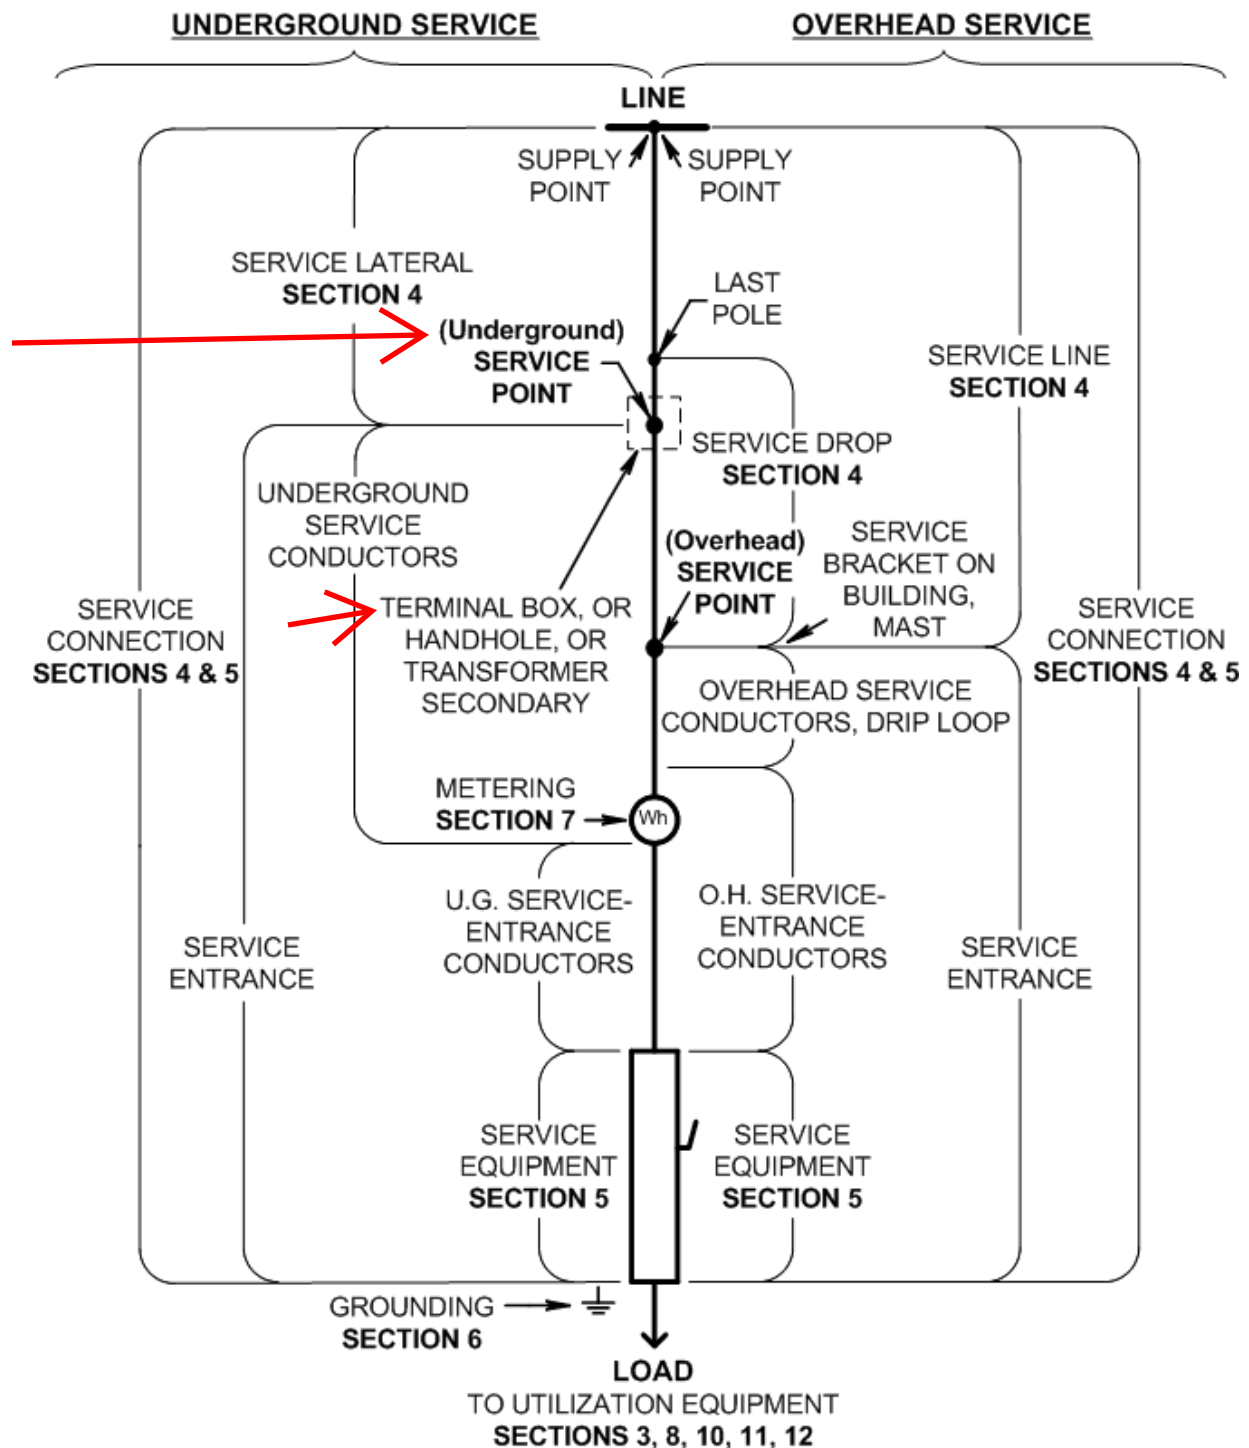 UNDERGROUND SERVICE
OVERHEAD SERVICE
LINE
SUPPLY
POINT
SUPPLY
POINT
SERVICE LATERAL
SECTION 4
LAST
POLE
(Underground)
SERVICE
POINT
SERVICE LINE
SECTION 4
SERVICE DROP
SECTION 4
UNDERGROUND
SERVICE
CONDUCTORS
(Overhead)
SERVICE
POINT
SERVICE
BRACKET ON
BUILDING,
MAST
TERMINAL BOX, OR
HANDHOLE, OR
TRANSFORMER
SECONDARY
SERVICE
CONNECTION
SECTIONS 4 & 5
SERVICE
CONNECTION
SECTIONS 4 & 5
OVERHEAD SERVICE
CONDUCTORS, DRIP LOOP
METERING
SECTION 7
Wh
U.G. SERVICE-
ENTRANCE
CONDUCTORS
O.H. SERVICE-
ENTRANCE
CONDUCTORS
SERVICE
ENTRANCE
SERVICE
ENTRANCE
SERVICE
EQUIPMENT
SECTION 5
SERVICE
EQUIPMENT
SECTION 5
GROUNDING
SECTION 6
LOAD
TO UTILIZATION EQUIPMENT
SECTIONS 3, 8, 10, 11, 12